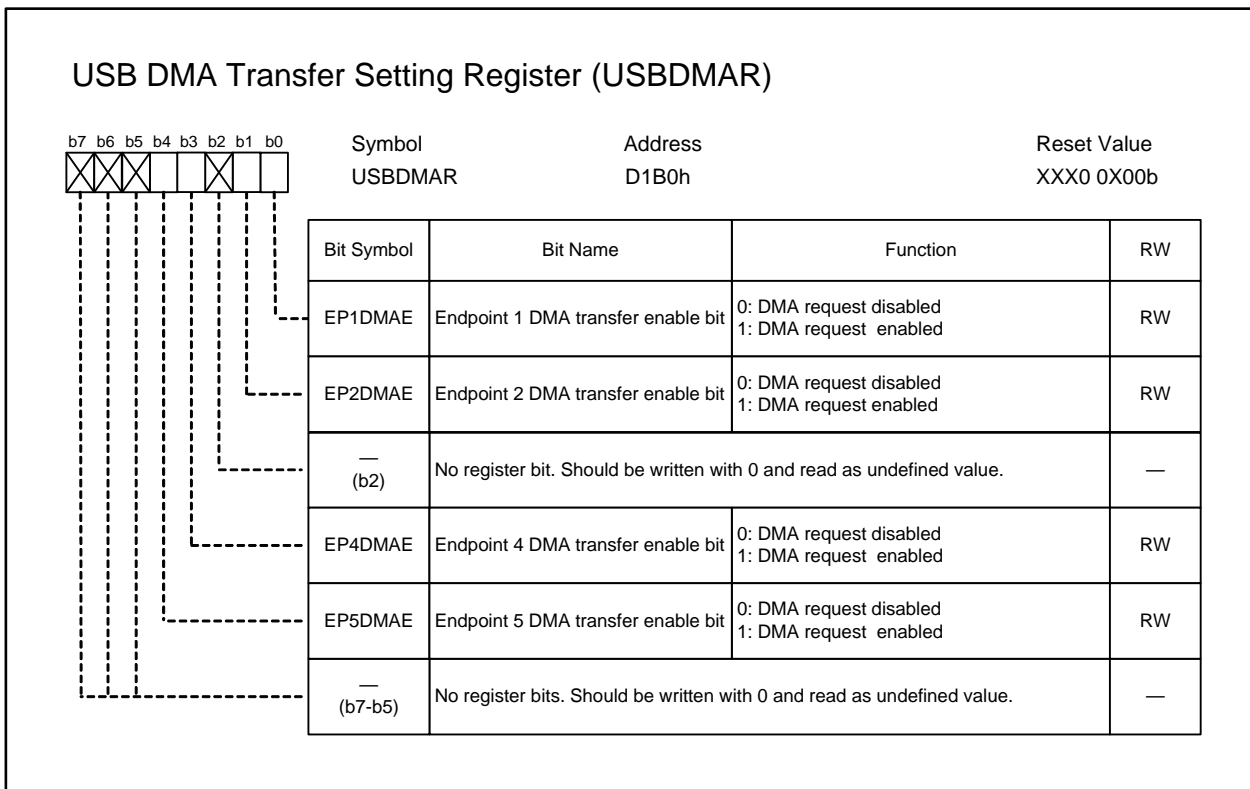 USB DMA Transfer Setting Register (USBDMAR)
b7 b6 b5 b4 b3 b2 b1 b0
Symbol Address Reset Value
USBDMAR D1B0h XXX0 0X00b
Bit Symbol Bit Name Function RW
EP1DMAE Endpoint 1 DMA transfer enable bit 0: DMA request disabled
1: DMA request enabled RW
EP2DMAE Endpoint 2 DMA transfer enable bit 0: DMA request disabled
1: DMA request enabled RW
—
(b2) No register bit. Should be written with 0 and read as undefined value. —
EP4DMAE Endpoint 4 DMA transfer enable bit 0: DMA request disabled
1: DMA request enabled RW
EP5DMAE Endpoint 5 DMA transfer enable bit 0: DMA request disabled
1: DMA request enabled RW
—
(b7-b5) No register bits. Should be written with 0 and read as undefined value. —